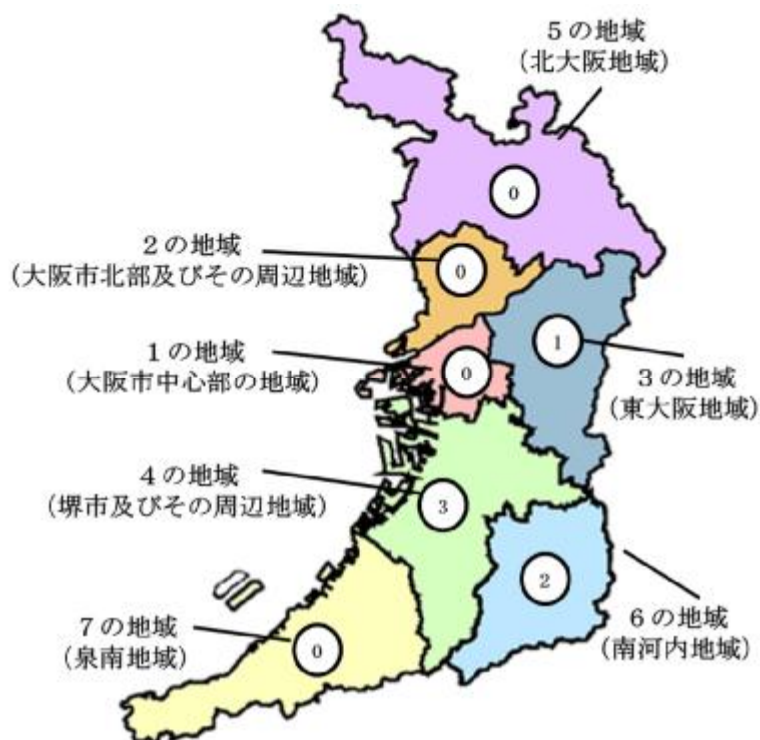 5の地域
(北大阪地域)
0
2の地域
(大阪市北部及びその周辺地域)
0
1の地域
(大阪市中心部の地域)
0
1
3の地域
(東大阪地域)
4の地域
(堺市及びその周辺地域)
3
2
6の地域
(南河内地域)
7の地域
(泉南地域)
0